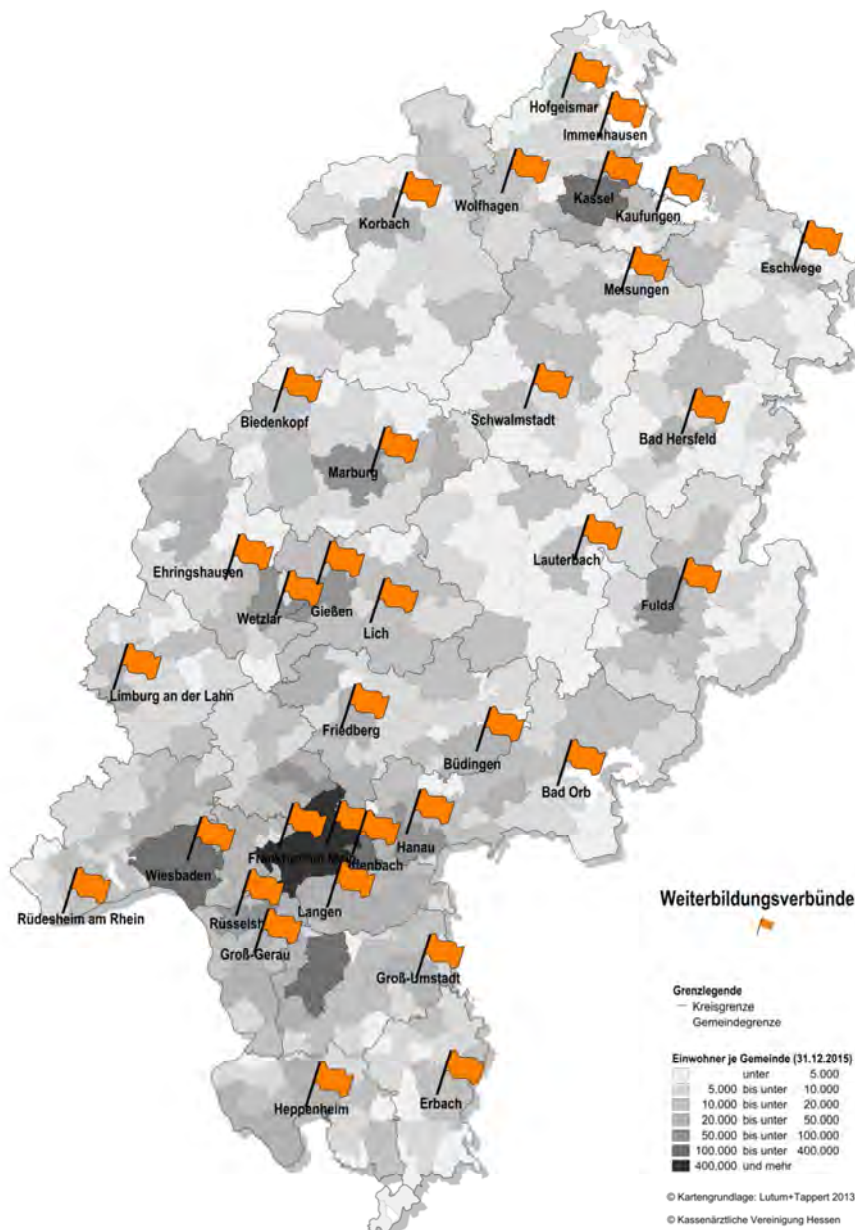 Hofgeismar
Immenhausen
Wolfhagen
Kassel
Kaufungen
Korbach
Eschwege
Melsungen
Biedenkopf
Schwalmstadt
Bad Hersfeld
Marburg
Ehringshausen
Lauterbach
Wetzlar
Gießen
Lich
Fulda
Limburg an der Lahn
Friedberg
Büdingen
Bad Orb
Hanau
Wiesbaden
Rüdesheim am Rhein
Langen
Rüsselsh
Groß-Gerau
Groß-Umstadt
Heppenheim
Erbach
Weiterbildungsverbünde
Grenzlegende
Kreisgrenze
Gemeindegrenze
Einwohner je Gemeinde (31.12.2015)
unter 5.000
5.000 bis unter 10.000
10.000 bis unter 20.000
20.000 bis unter 50.000
50.000 bis unter 100.000
100.000 bis unter 400.000
400.000 und mehr
© Kartengrundlage: Lutum+Tappert 2013
© Kassenärztliche Vereinigung Hessen